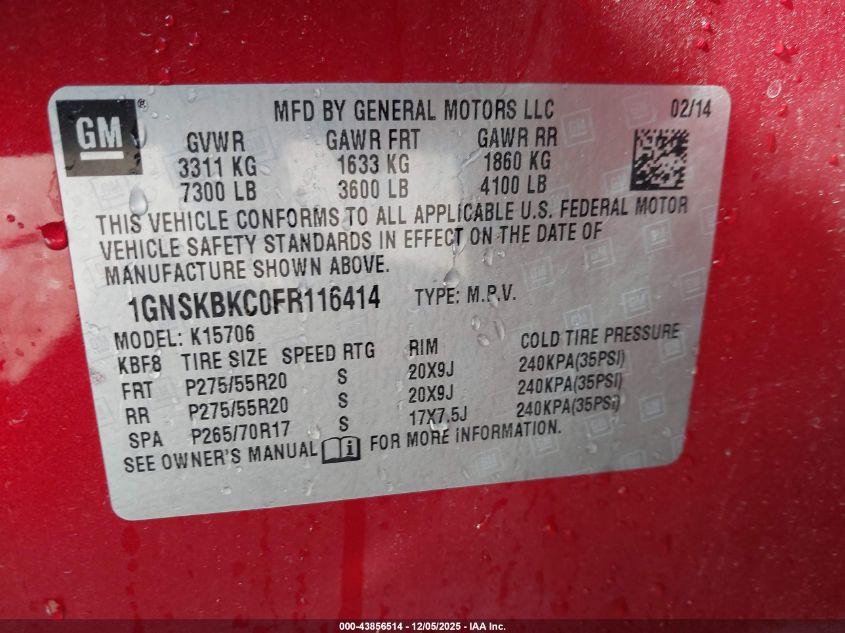 GM ®
MFD BY GENERAL MOTORS LLC 02/14
GVWR GAWR FRT GAWR RR
3311 KG 1633 KG 1860 KG
7300 LB 3600 LB 4100 LB
THIS VEHICLE CONFORMS TO ALL APPLICABLE U.S. FEDERAL MOTOR
VEHICLE SAFETY STANDARDS IN EFFECT ON THE DATE OF
MANUFACTURE SHOWN ABOVE.
1GNSKBKC0FR116414 TYPE: M.P.V.
MODEL: K15706
KBF8 TIRE SIZE SPEED RTG RIM COLD TIRE PRESSURE
FRT P275/55R20 S 20X9J 240KPA(35PSI)
RR P275/55R20 S 20X9J 240KPA(35PSI)
SPA P265/70R17 S 17X7.5J 240KPA(35PSI)
SEE OWNER'S MANUAL i FOR MORE INFORMATION.
000-43856514 - 12/05/2025 - IAA Inc.